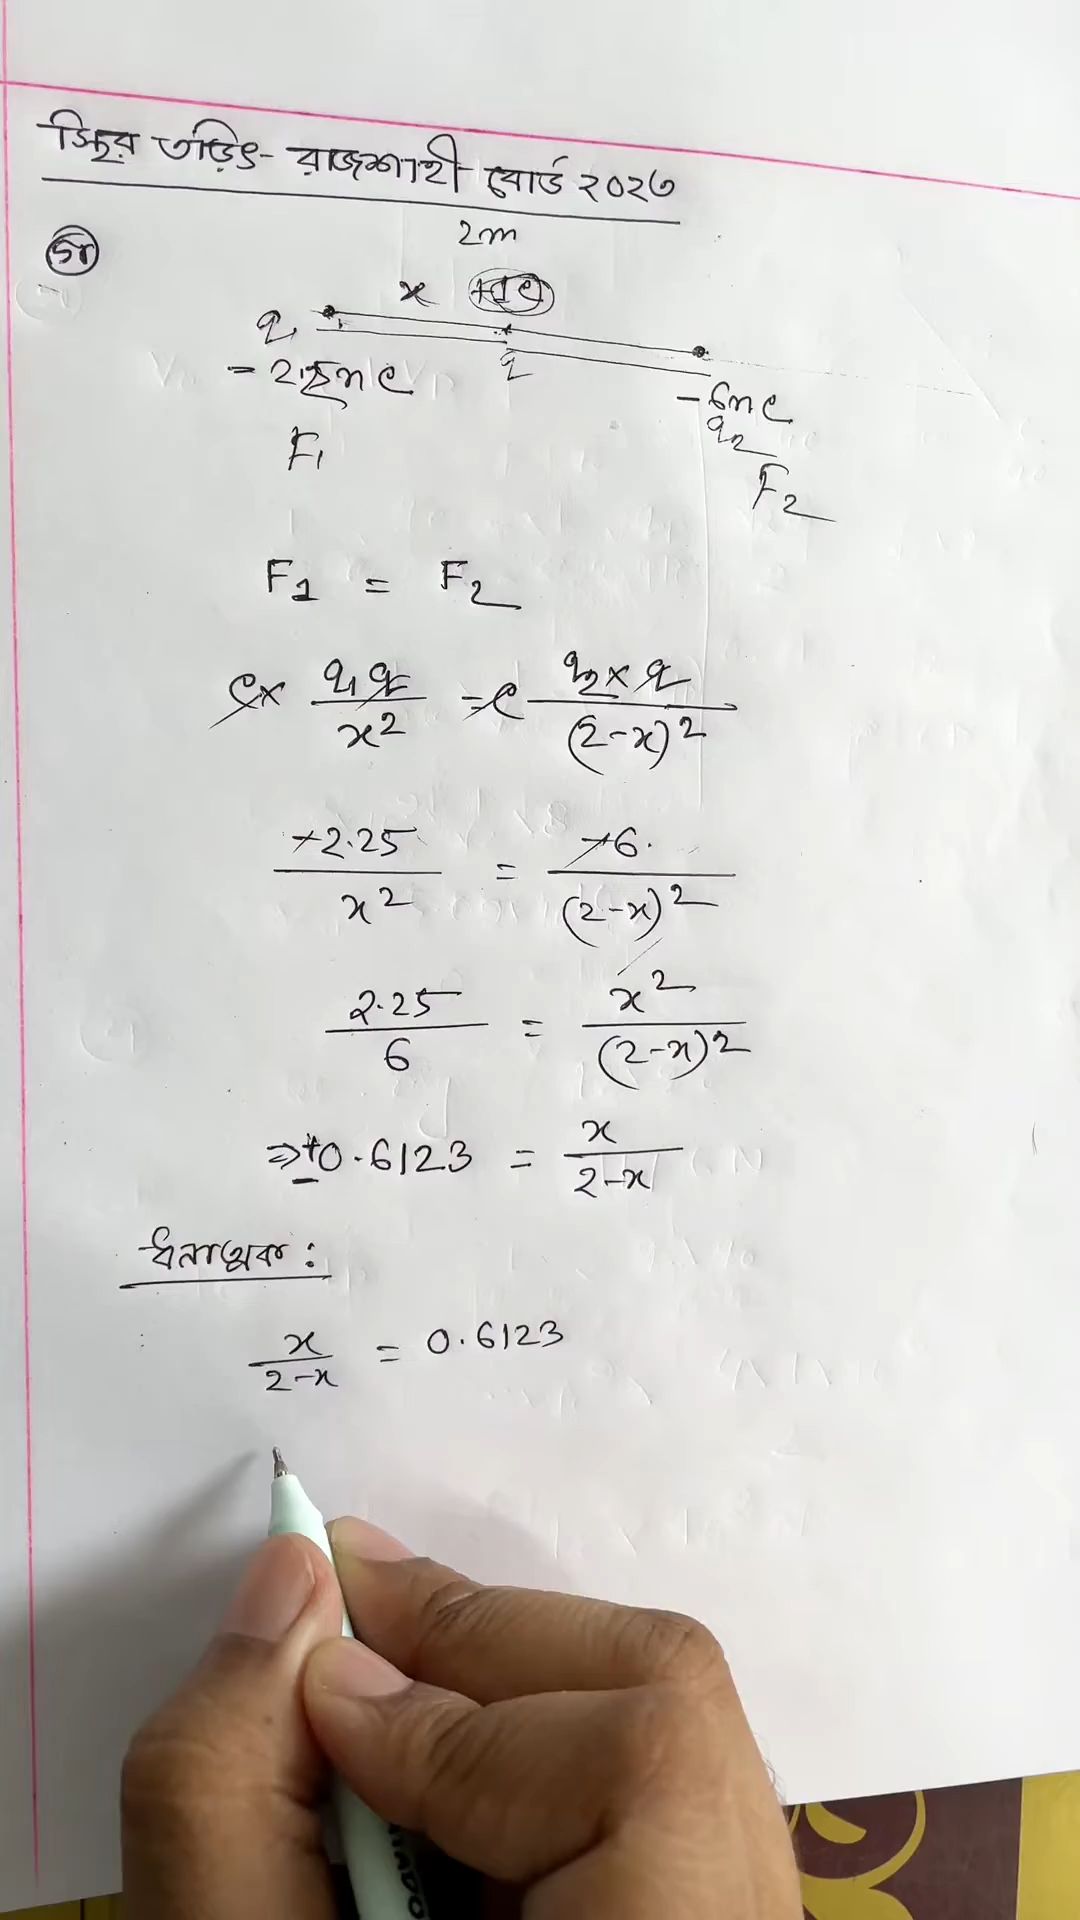 স্থির তড়িৎ- রাজশাহী বোর্ড ২০২৩
গ
2m
x +1C
q₁ q
-2.25nC -6nC
q₂
F₁ F₂
F₁ = F₂
C× q₁q/x² = C q₂×q/(2-x)²
-2.25/x² = -6/(2-x)²
2.25/6 = x²/(2-x)²
⇒ ±0.6123 = x/2-x
ধনাত্মক :
x/2-x = 0.6123